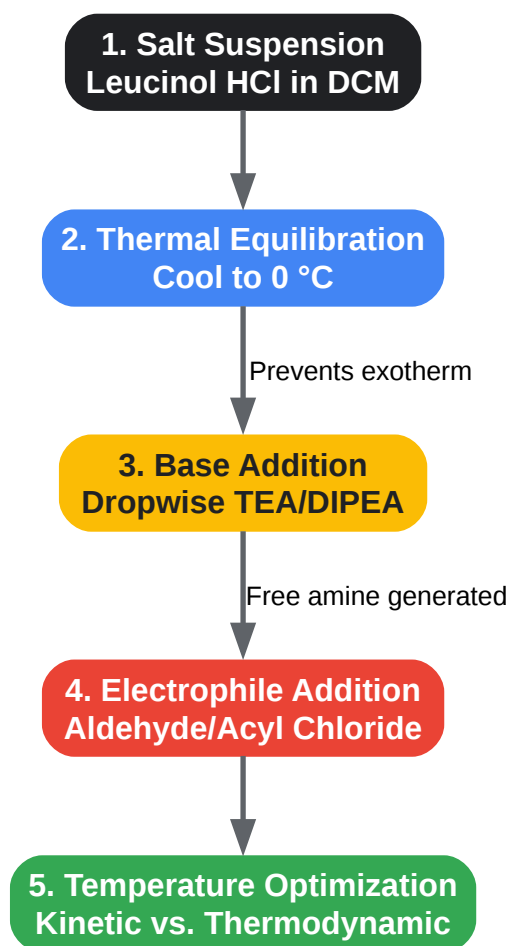 1. Salt Suspension
Leucinol HCl in DCM
2. Thermal Equilibration
Cool to 0 °C
Prevents exotherm
3. Base Addition
Dropwise TEA/DIPEA
Free amine generated
4. Electrophile Addition
Aldehyde/Acyl Chloride
5. Temperature Optimization
Kinetic vs. Thermodynamic